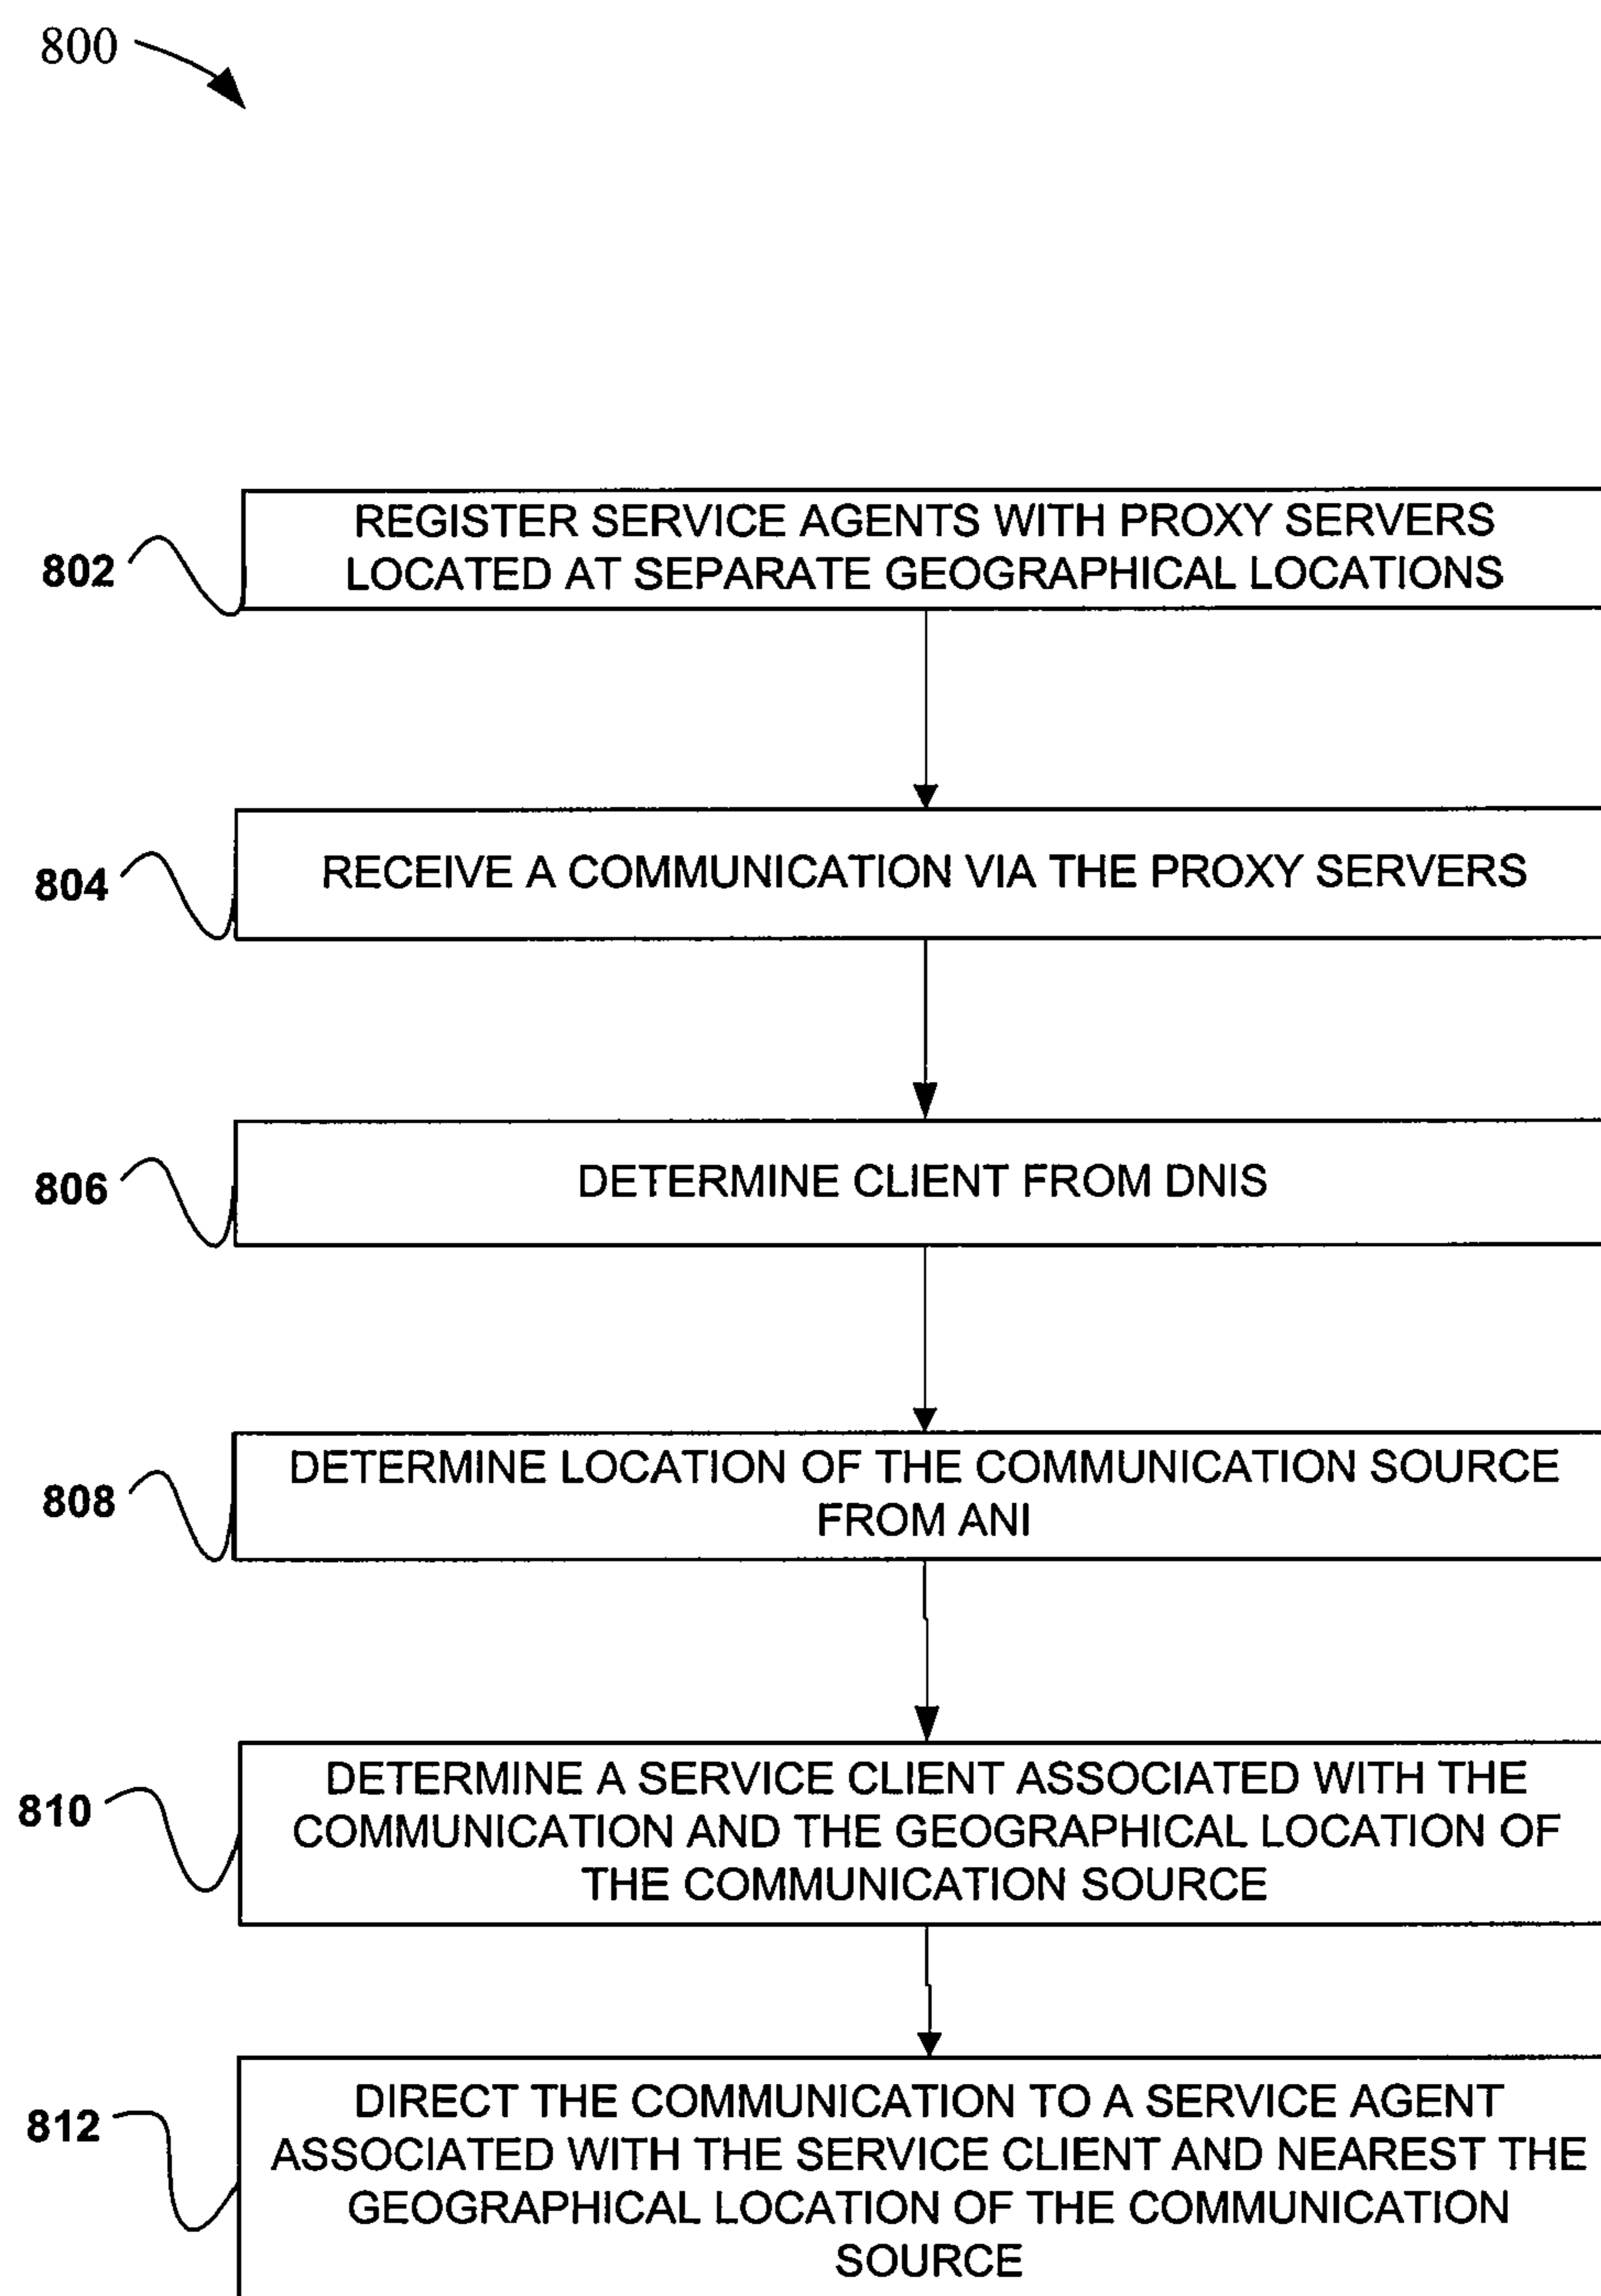 800
REGISTER SERVICE AGENTS WITH PROXY SERVERS
LOCATED AT SEPARATE GEOGRAPHICAL LOCATIONS
802
RECEIVE A COMMUNICATION VIA THE PROXY SERVERS
804
DETERMINE CLIENT FROM DNIS
806
DETERMINE LOCATION OF THE COMMUNICATION SOURCE
FROM ANI
808
DETERMINE A SERVICE CLIENT ASSOCIATED WITH THE
COMMUNICATION AND THE GEOGRAPHICAL LOCATION OF
THE COMMUNICATION SOURCE
810
DIRECT THE COMMUNICATION TO A SERVICE AGENT
ASSOCIATED WITH THE SERVICE CLIENT AND NEAREST THE
GEOGRAPHICAL LOCATION OF THE COMMUNICATION
SOURCE
812